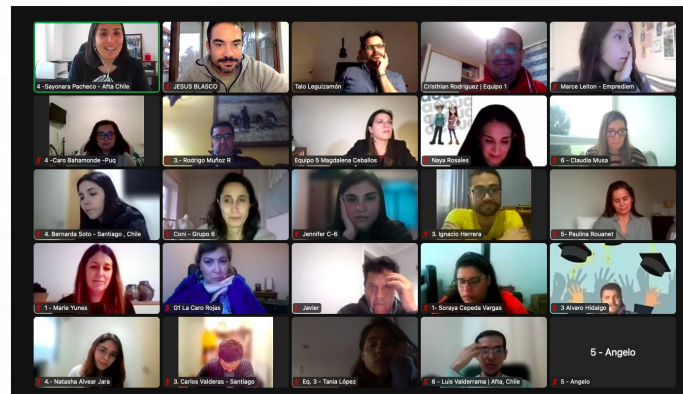 4 -Sayonara Pacheco - Afta Chile
JESUS BLASCO
Talo Leguizamón
Cristhian Rodriguez | Equipo 1
Marce Leiton - Emprediem
4 -Caro Bahamonde -Puq
3.- Rodrigo Muñoz R
Equipo 5 Magdalena Ceballos
Naya Rosales
6 - Claudia Musa
4. Bernarda Soto - Santiago , Chile
Coni - Grupo 6
Jennifer C-6
3. Ignacio Herrera
5- Paulina Rouanet
1 - Marie Yunes
G1 La Caro Rojas
Javier
1- Soraya Cepeda Vargas
3 Alvaro Hidalgo
5 - Angelo
4.- Natasha Alvear Jara
3. Carlos Valderas - Santiago
Eq. 3 - Tania López
6 - Luis Valderrama | Afta, Chile
5 - Angelo